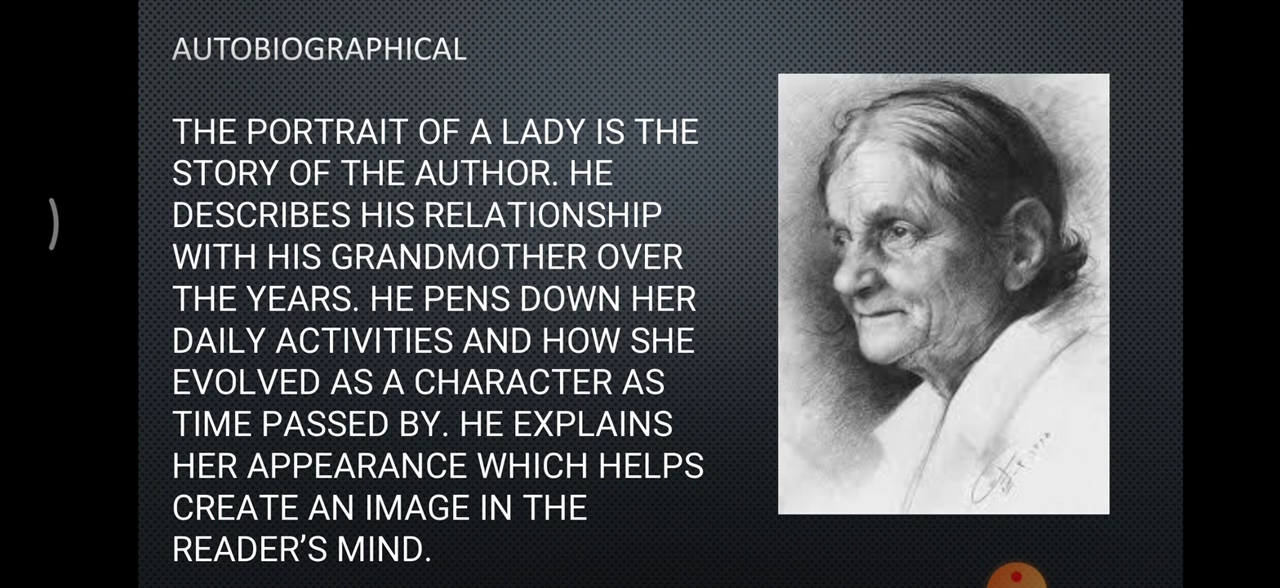 AUTOBIOGRAPHICAL
THE PORTRAIT OF A LADY IS THE
STORY OF THE AUTHOR. HE
DESCRIBES HIS RELATIONSHIP
WITH HIS GRANDMOTHER OVER
THE YEARS. HE PENS DOWN HER
DAILY ACTIVITIES AND HOW SHE
EVOLVED AS A CHARACTER AS
TIME PASSED BY. HE EXPLAINS
HER APPEARANCE WHICH HELPS
CREATE AN IMAGE IN THE
READER’S MIND.